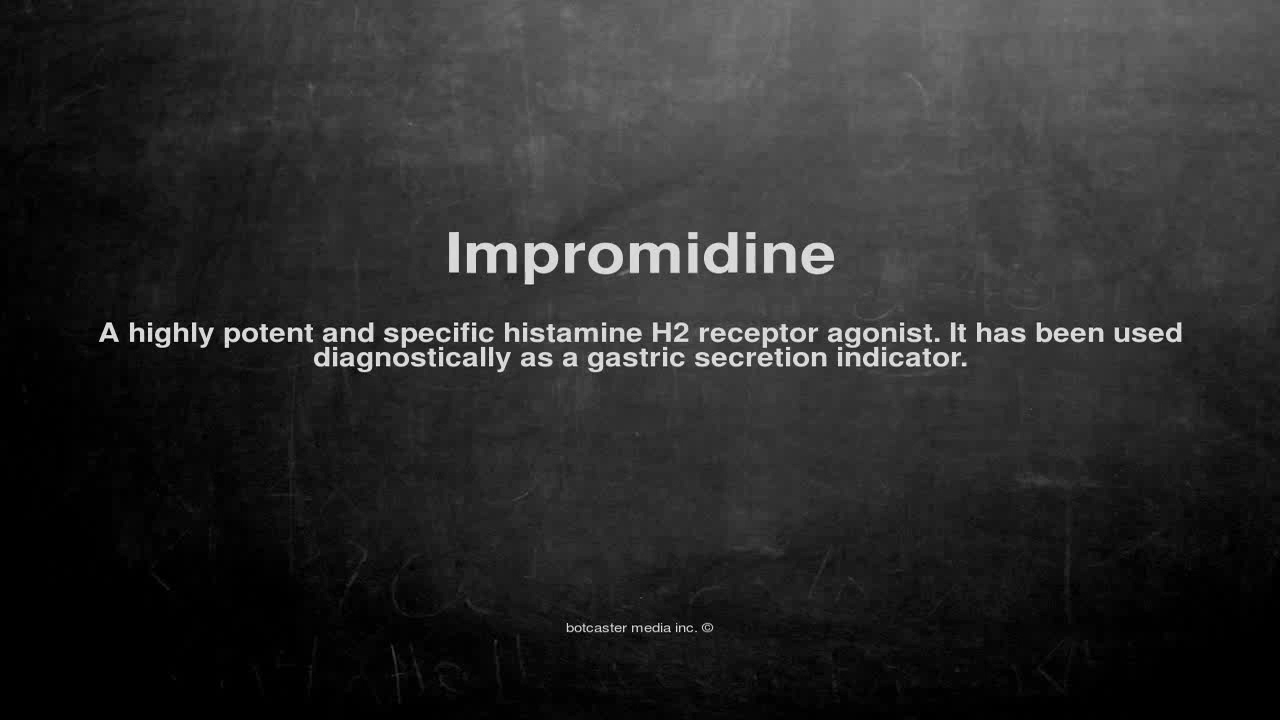 Impromidine
A highly potent and specific histamine H2 receptor agonist. It has been used
diagnostically as a gastric secretion indicator.
botcaster media inc. ©